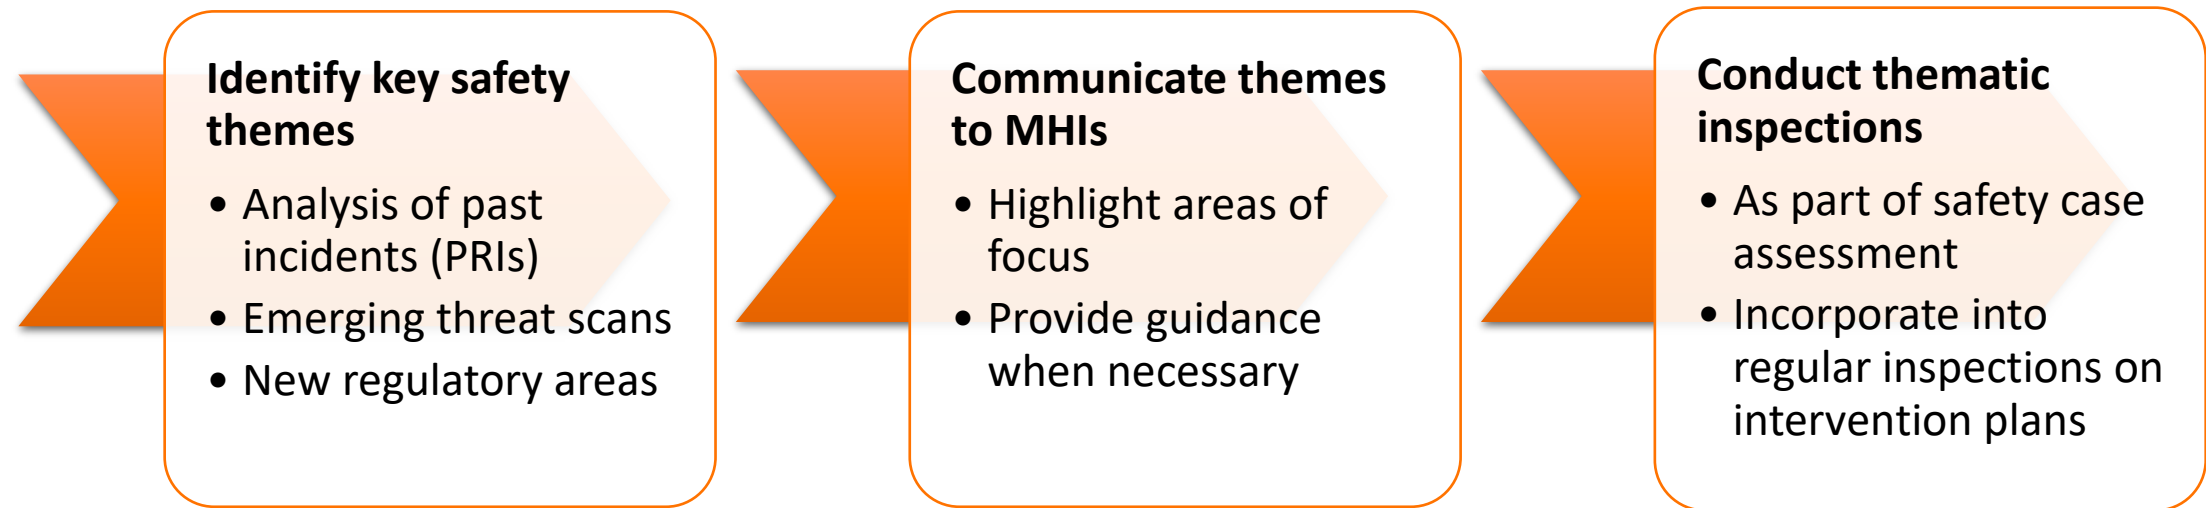 Identify key safety
themes
• Analysis of past
incidents (PRIs)
• Emerging threat scans
• New regulatory areas
Communicate themes
to MHIs
• Highlight areas of
focus
• Provide guidance
when necessary
Conduct thematic
inspections
• As part of safety case
assessment
• Incorporate into
regular inspections on
intervention plans